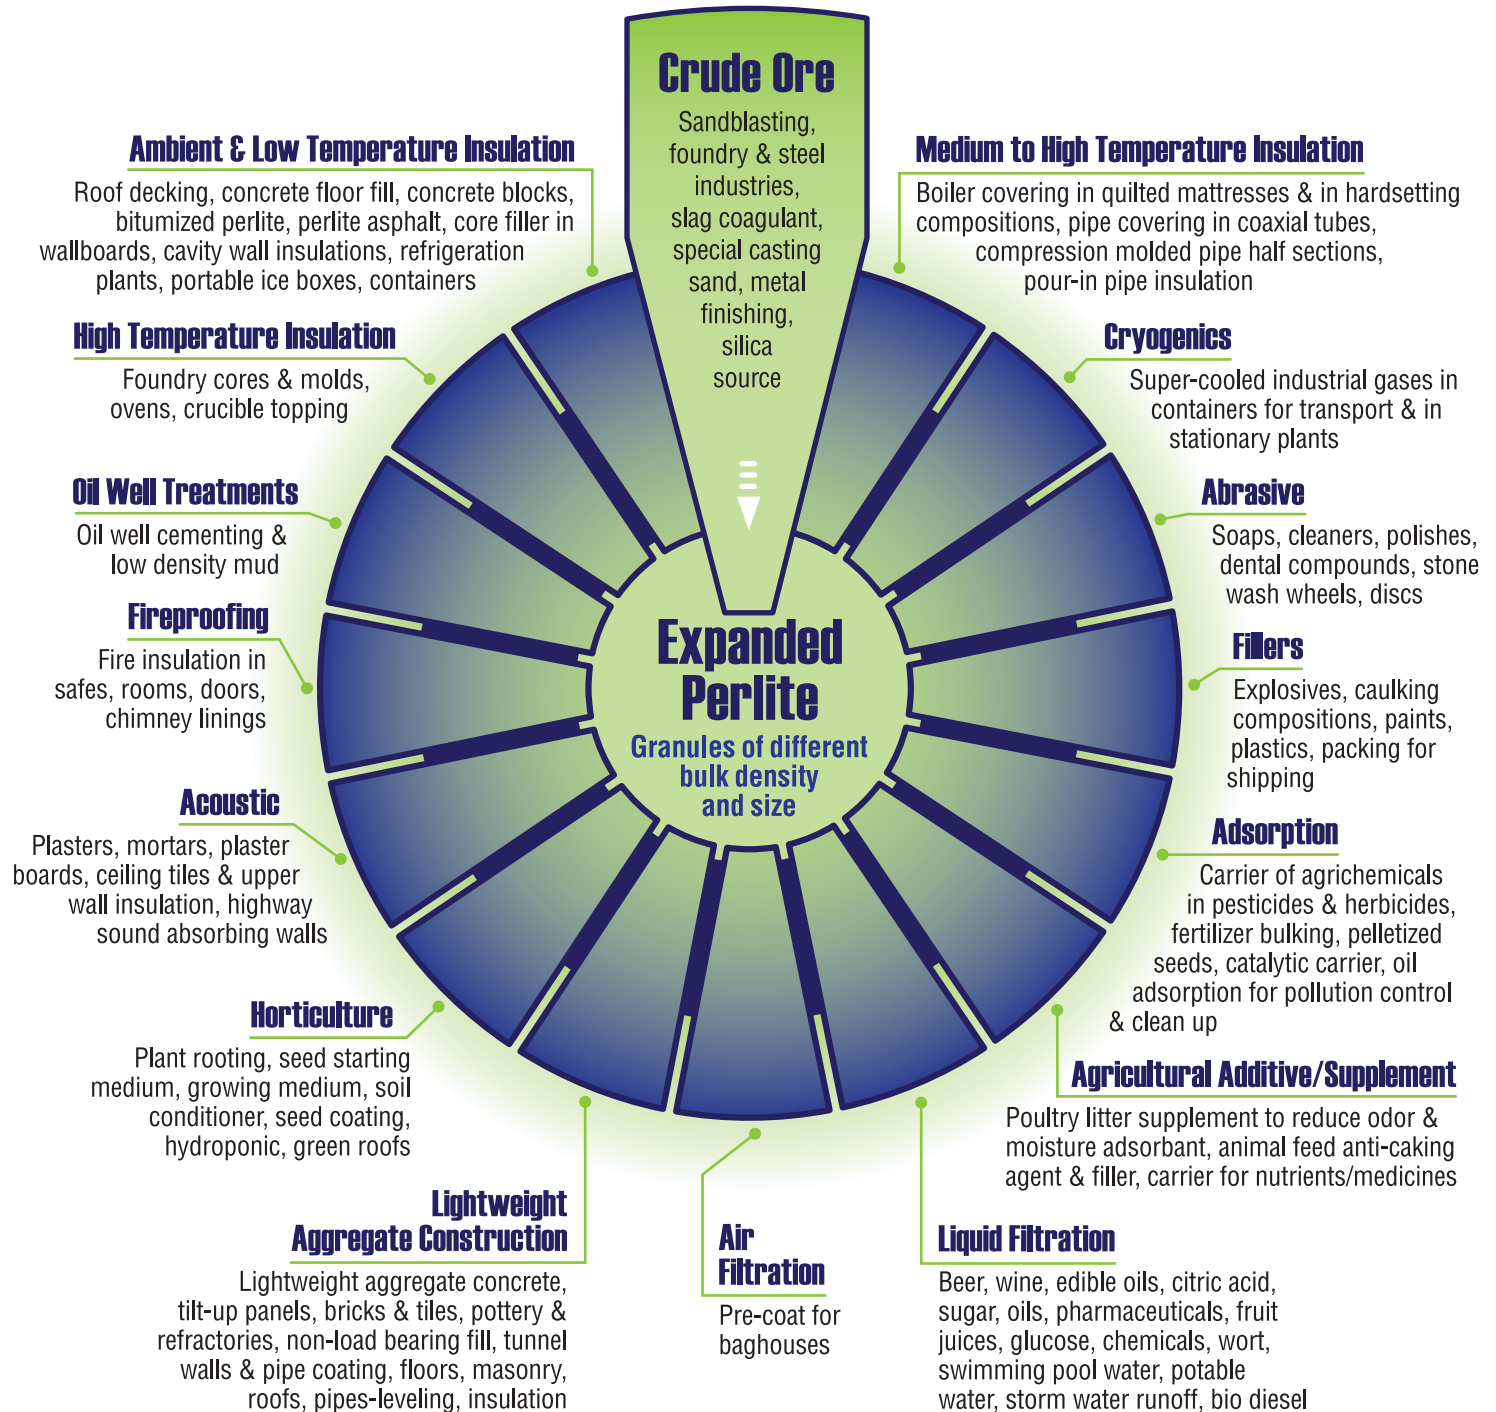 Crude Ore
Sandblasting,
foundry & steel
industries,
slag coagulant,
special casting
sand, metal
finishing,
silica
source
Expanded
Perlite
Granules of different
bulk density
and size
Medium to High Temperature Insulation
Boiler covering in quilted mattresses & in hardsetting
compositions, pipe covering in coaxial tubes,
compression molded pipe half sections,
pour-in pipe insulation
Cryogenics
Super-cooled industrial gases in
containers for transport & in
stationary plants
Abrasive
Soaps, cleaners, polishes,
dental compounds, stone
wash wheels, discs
Fillers
Explosives, caulking
compositions, paints,
plastics, packing for
shipping
Adsorption
Carrier of agrichemicals
in pesticides & herbicides,
fertilizer bulking, pelletized
seeds, catalytic carrier, oil
adsorption for pollution control
& clean up
Agricultural Additive/Supplement
Poultry litter supplement to reduce odor &
moisture adsorbant, animal feed anti-caking
agent & filler, carrier for nutrients/medicines
Liquid Filtration
Beer, wine, edible oils, citric acid,
sugar, oils, pharmaceuticals, fruit
juices, glucose, chemicals, wort,
swimming pool water, potable
water, storm water runoff, bio diesel
Air
Filtration
Pre-coat for
baghouses
Lightweight
Aggregate Construction
Lightweight aggregate concrete,
tilt-up panels, bricks & tiles, pottery &
refractories, non-load bearing fill, tunnel
walls & pipe coating, floors, masonry,
roofs, pipes-leveling, insulation
Horticulture
Plant rooting, seed starting
medium, growing medium, soil
conditioner, seed coating,
hydroponic, green roofs
Acoustic
Plasters, mortars, plaster
boards, ceiling tiles & upper
wall insulation, highway
sound absorbing walls
Fireproofing
Fire insulation in
safes, rooms, doors,
chimney linings
Oil Well Treatments
Oil well cementing &
low density mud
High Temperature Insulation
Foundry cores & molds,
ovens, crucible topping
Ambient & Low Temperature Insulation
Roof decking, concrete floor fill, concrete blocks,
bitumized perlite, perlite asphalt, core filler in
wallboards, cavity wall insulations, refrigeration
plants, portable ice boxes, containers